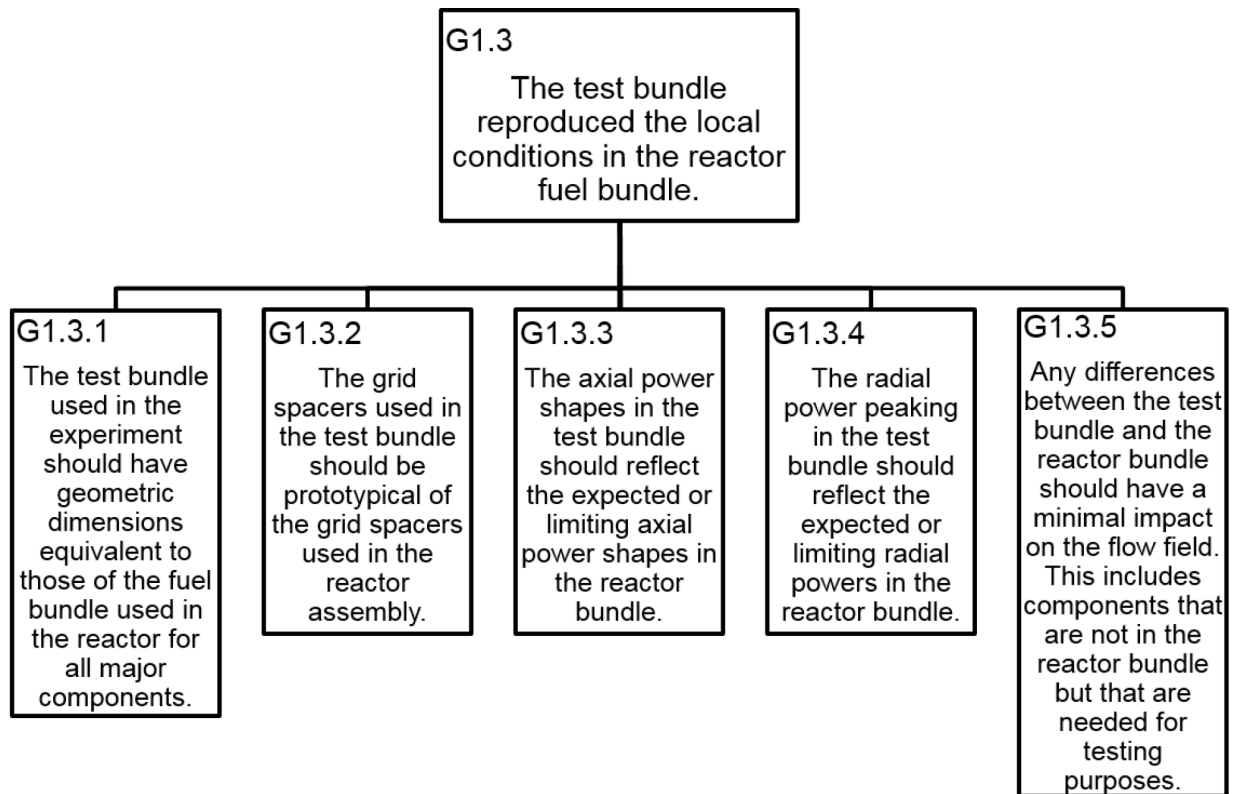 G1.3
The test bundle
reproduced the local
conditions in the reactor
fuel bundle.
G1.3.1
The test bundle
used in the
experiment
should have
geometric
dimensions
equivalent to
those of the fuel
bundle used in
the reactor for
all major
components.
G1.3.2
The grid
spacers used in
the test bundle
should be
prototypical of
the grid spacers
used in the
reactor
assembly.
G1.3.3
The axial power
shapes in the
test bundle
should reflect
the expected or
limiting axial
power shapes in
the reactor
bundle.
G1.3.4
The radial
power peaking
in the test
bundle should
reflect the
expected or
limiting radial
powers in the
reactor bundle.
G1.3.5
Any differences
between the test
bundle and the
reactor bundle
should have a
minimal impact
on the flow field.
This includes
components that
are not in the
reactor bundle
but that are
needed for
testing
purposes.